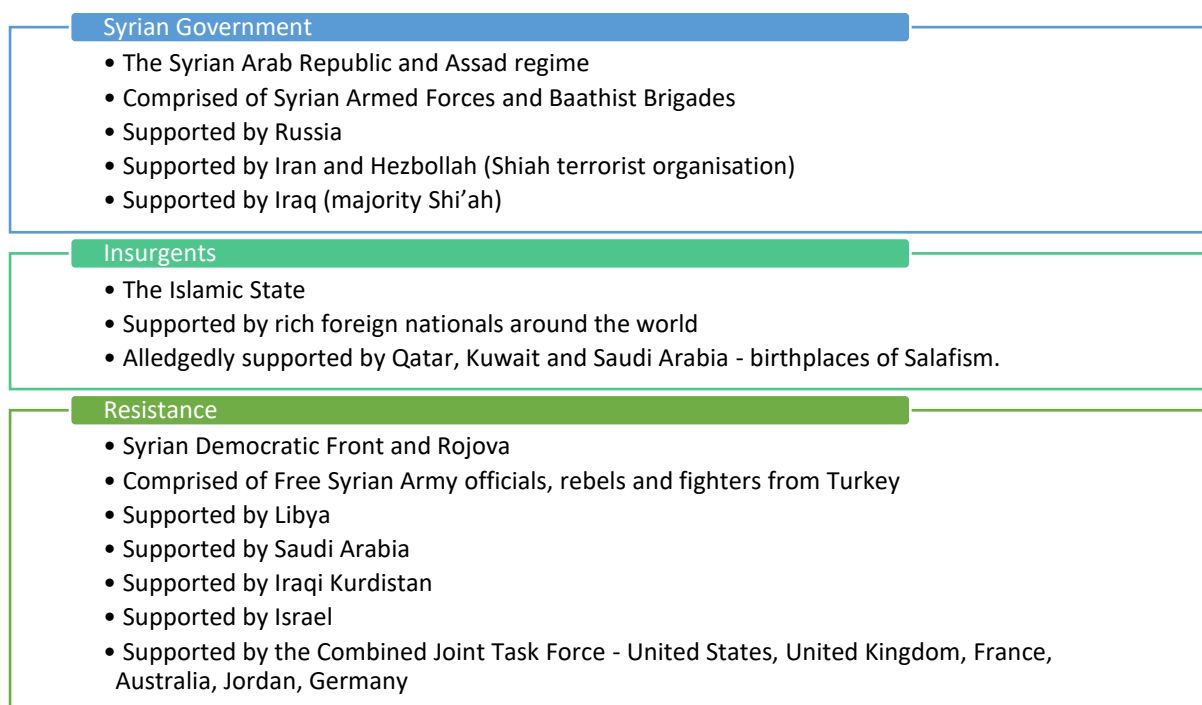 Syrian Government
• The Syrian Arab Republic and Assad regime
• Comprised of Syrian Armed Forces and Baathist Brigades
• Supported by Russia
• Supported by Iran and Hezbollah (Shiah terrorist organisation)
• Supported by Iraq (majority Shi'ah)
Insurgents
• The Islamic State
• Supported by rich foreign nationals around the world
• Alledgedly supported by Qatar, Kuwait and Saudi Arabia - birthplaces of Salafism.
Resistance
• Syrian Democratic Front and Rojova
• Comprised of Free Syrian Army officials, rebels and fighters from Turkey
• Supported by Libya
• Supported by Saudi Arabia
• Supported by Iraqi Kurdistan
• Supported by Israel
• Supported by the Combined Joint Task Force - United States, United Kingdom, France,
Australia, Jordan, Germany